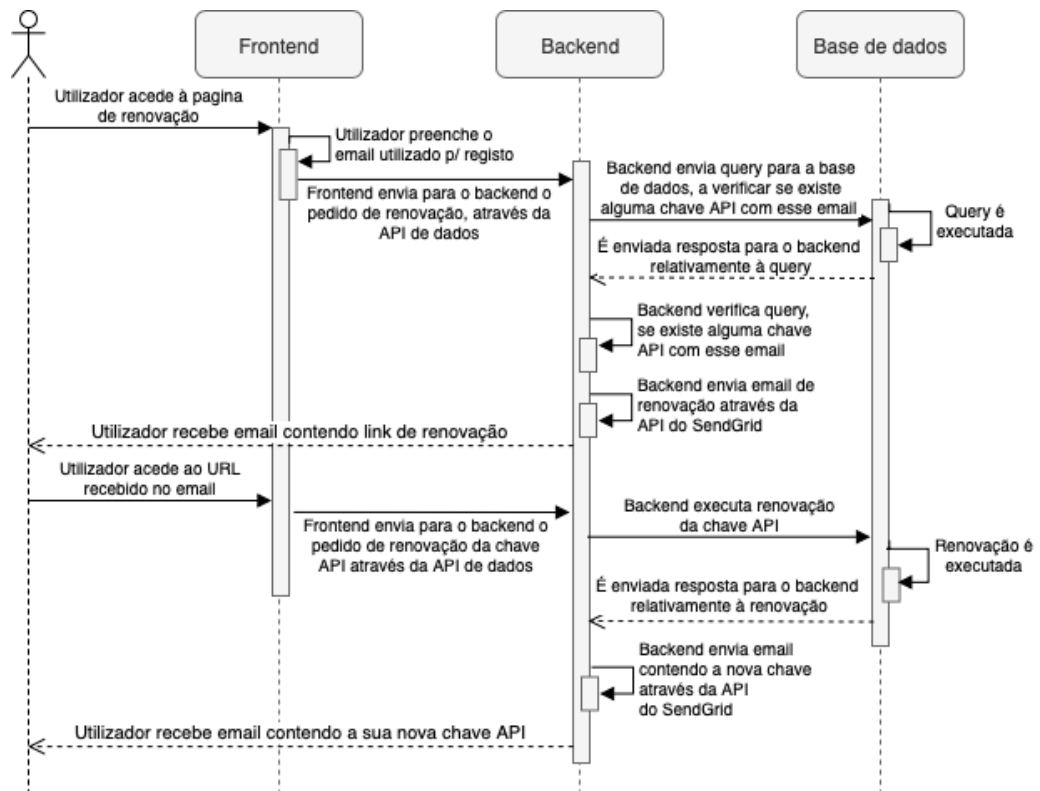 Frontend
Backend
Base de dados
Utilizador acede à pagina
de renovação
Utilizador preenche o
email utilizado p/ registo
Frontend envia para o backend o
pedido de renovação, através da
API de dados
Backend envia query para a base
de dados, a verificar se existe
alguma chave API com esse email
Query é
executada
É enviada resposta para o backend
relativamente à query
Backend verifica query,
se existe alguma chave
API com esse email
Backend envia email de
renovação através da
API do SendGrid
Utilizador recebe email contendo link de renovação
Utilizador acede ao URL
recebido no email
Frontend envia para o backend o
pedido de renovação da chave
API através da API de dados
Backend executa renovação
da chave API
Renovação é
executada
É enviada resposta para o backend
relativamente à renovação
Backend envia email
contendo a nova chave
através da API
do SendGrid
Utilizador recebe email contendo a sua nova chave API